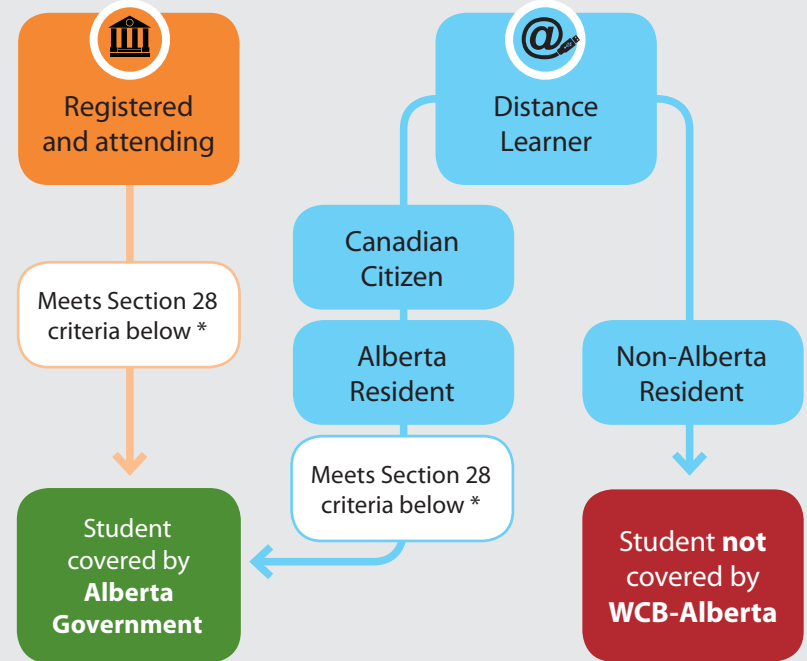 Registered
and attending
@
Distance
Learner
Canadian
Citizen
Meets Section 28
criteria below *
Alberta
Resident
Non-Alberta
Resident
Meets Section 28
criteria below *
Student
covered by
Alberta
Government
Student not
covered by
WCB-Alberta